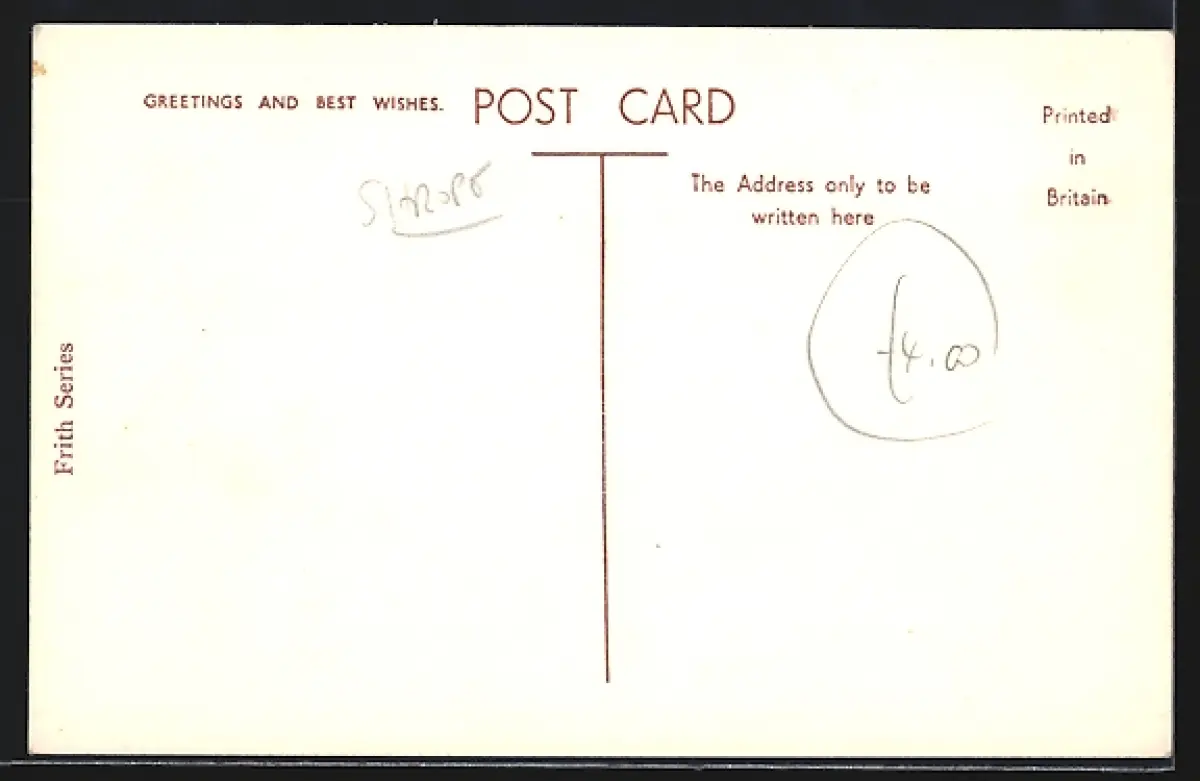 GREETINGS AND BEST WISHES. POST CARD
Printed
in
Britain
The Address only to be
written here
SHROPS
£4.00
Frith Series